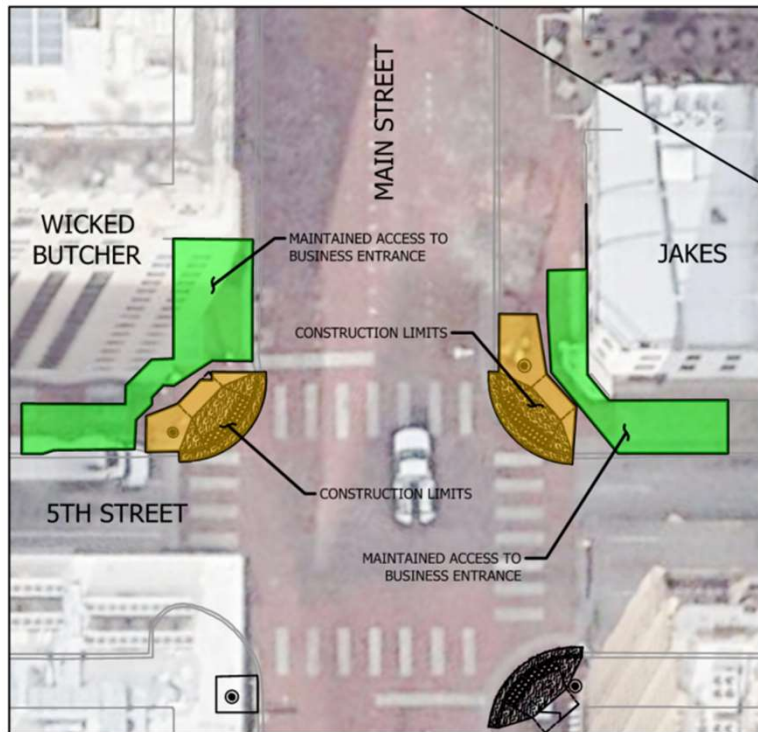 MAIN STREET
WICKED
BUTCHER
MAINTAINED ACCESS TO
BUSINESS ENTRANCE
JAKES
CONSTRUCTION LIMITS
CONSTRUCTION LIMITS
5TH STREET
MAINTAINED ACCESS TO
BUSINESS ENTRANCE